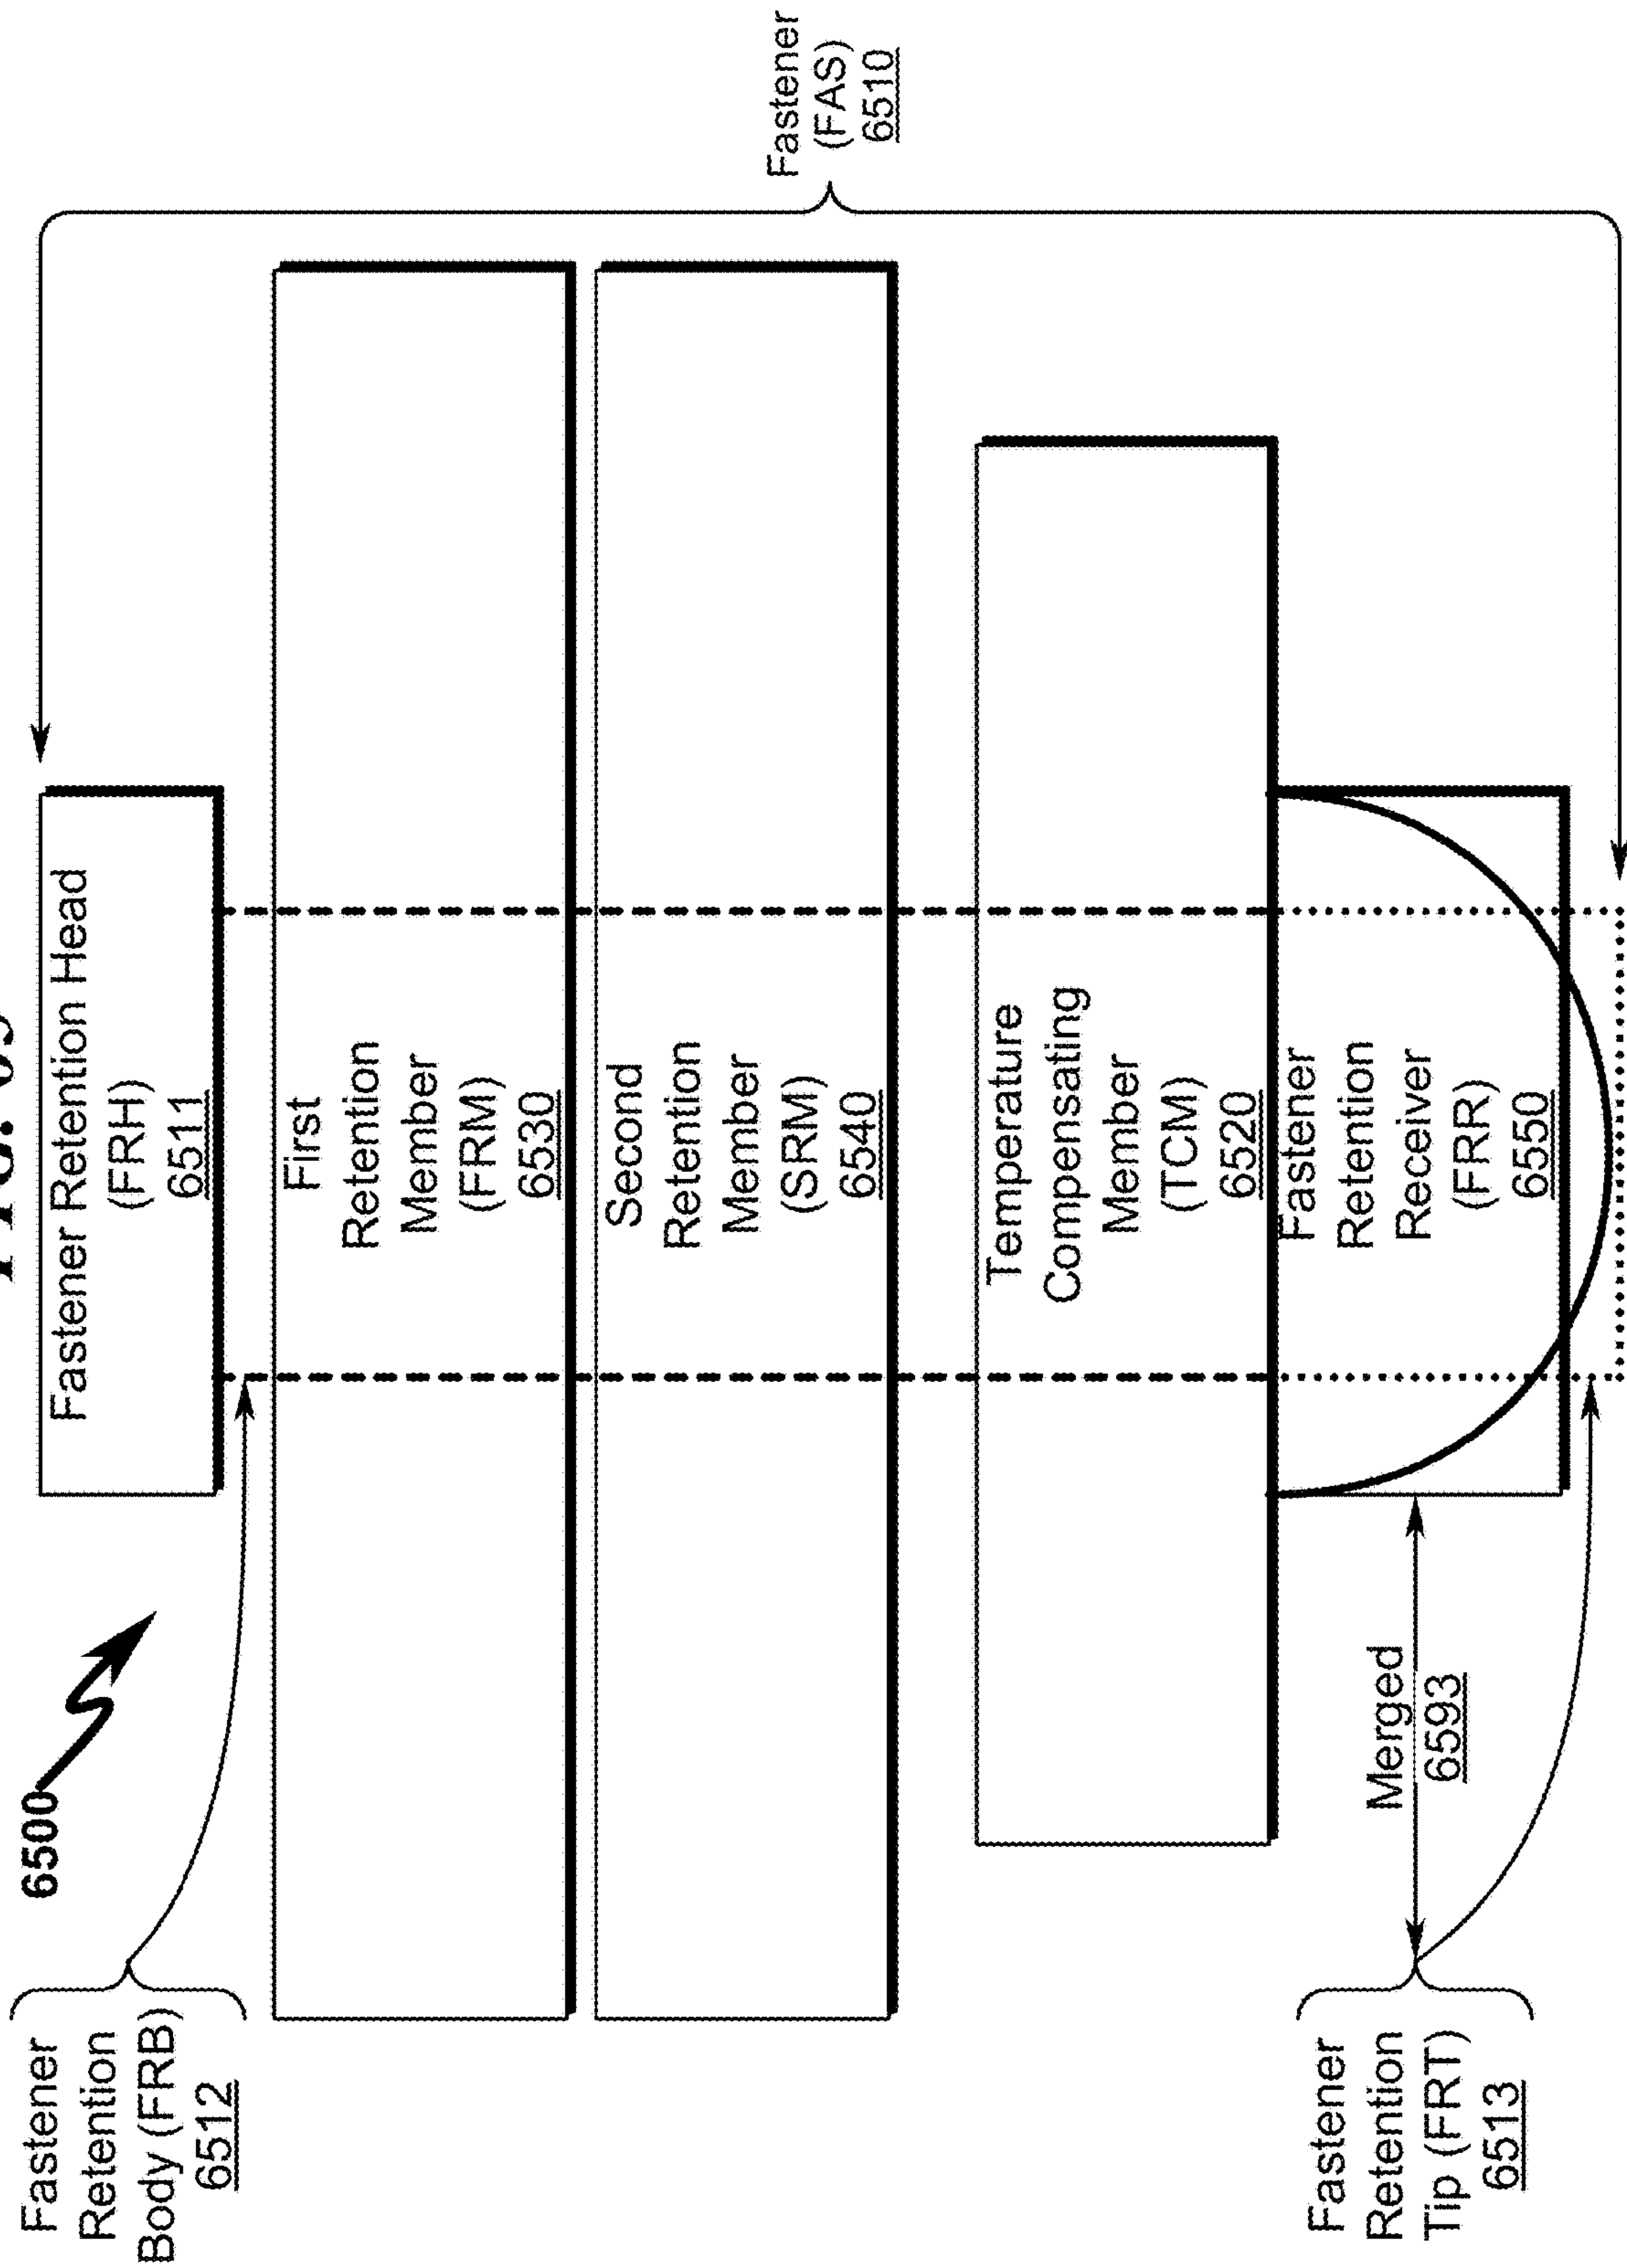 6500
Fastener
Retention
Body (FRB)
6512
Fastener Retention Head
(FRH)
6511
First
Retention
Member
(FRM)
6530
Second
Retention
Member
(SRM)
6540
Temperature
Compensating
Member
(TCM)
6520
Fastener
Retention
Receiver
(FRR)
6550
Fastener
(FAS)
6510
Merged
6593
Fastener
Retention
Tip (FRT)
6513